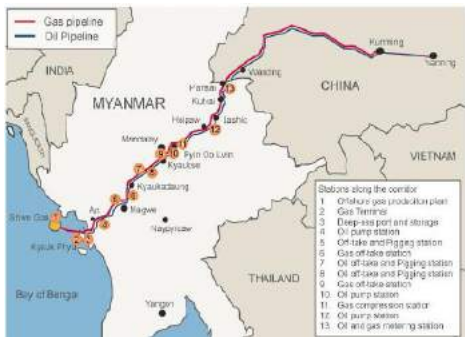 Gas pipeline
Oil Pipeline
INDIA
MYANMAR
CHINA
Kunming
Nanning
Wanding
Lashio
Hsipaw
Mandalay
Pyin Oo Lwin
Kyaukse
Kyaukadaung
Magwe
An
Shwe Gas
Kyauk Phyu
Naypyitaw
Yangon
Bay of Bengal
THAILAND
VIETNAM
BANGLADESH
Stations along the corridor
1 Offshore gas production plan
2 Gas Terminal
3 Deep-sea port and storage
4 Oil pump station
5 Off-take and Pigging station
6 Gas off-take station
7 Oil off-take and Pigging station
8 Oil off-take and Pigging station
9 Gas off-take station
10 Oil pump station
11 Gas compression station
12 Oil pump station
13 Oil and gas metering station